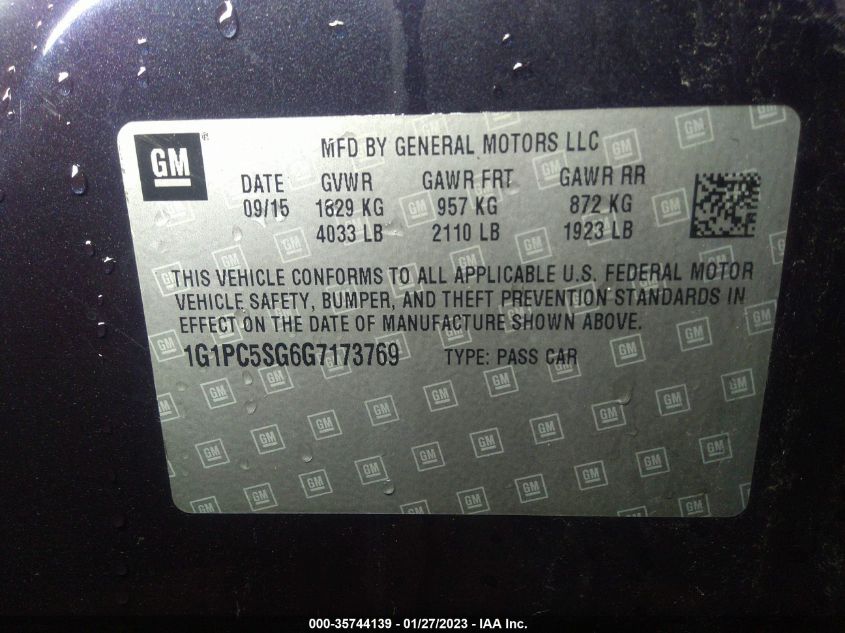 GM
MFD BY GENERAL MOTORS LLC
DATE GVWR GAWR FRT GAWR RR
09/15 1829 KG 957 KG 872 KG
4033 LB 2110 LB 1923 LB
THIS VEHICLE CONFORMS TO ALL APPLICABLE U.S. FEDERAL MOTOR
VEHICLE SAFETY, BUMPER, AND THEFT PREVENTION STANDARDS IN
EFFECT ON THE DATE OF MANUFACTURE SHOWN ABOVE.
1G1PC5SG6G7173769 TYPE: PASS CAR
000-35744139 - 01/27/2023 - IAA Inc.